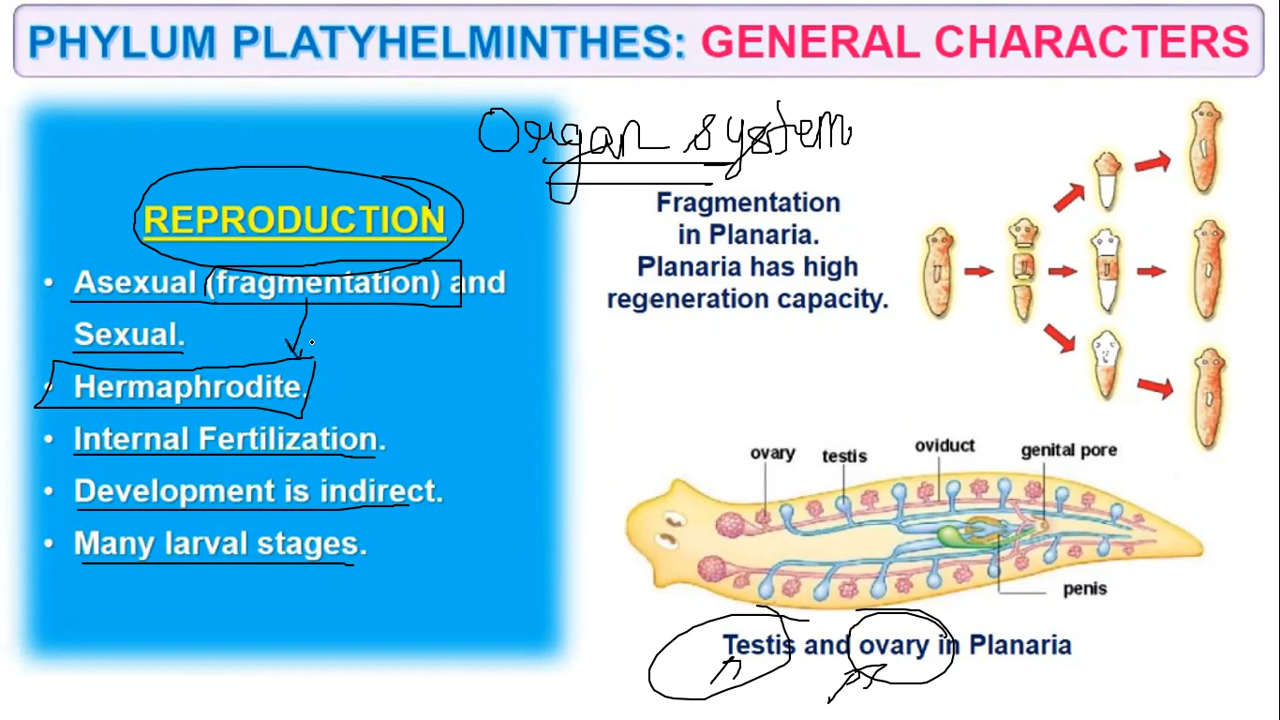 PHYLUM PLATYHELMINTHES: GENERAL CHARACTERS
Organ system
REPRODUCTION
• Asexual (fragmentation) and
Sexual.
• Hermaphrodite.
• Internal Fertilization.
• Development is indirect.
• Many larval stages.
Fragmentation
in Planaria.
Planaria has high
regeneration capacity.
ovary testis oviduct genital pore
penis
Testis and ovary in Planaria